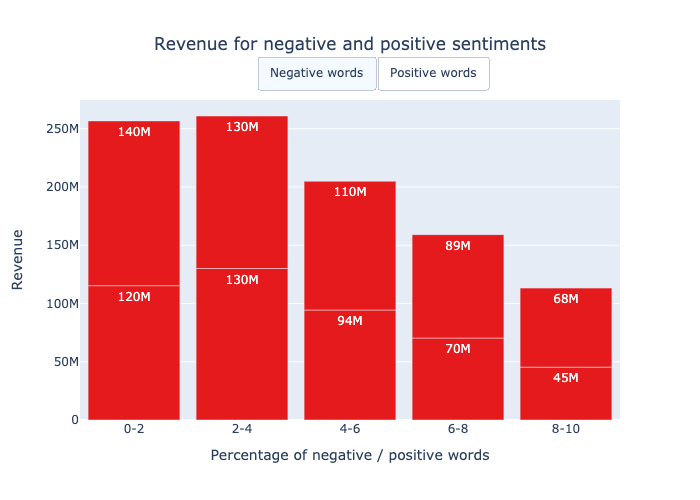 Revenue for negative and positive sentiments
Negative words
Positive words
250M
200M
150M
100M
50M
0
Revenue
140M
130M
110M
89M
68M
120M
130M
94M
70M
45M
0-2
2-4
4-6
6-8
8-10
Percentage of negative / positive words